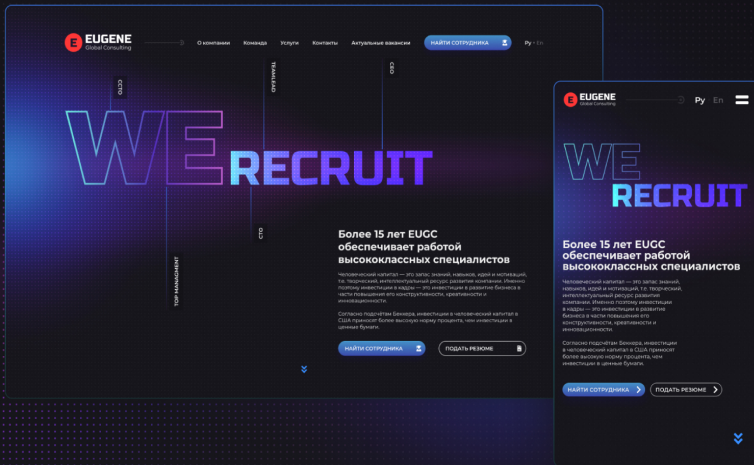 EUGENE
Global Consulting
О компании
Команда
Услуги
Контакты
Актуальные вакансии
НАЙТИ СОТРУДНИКА
Ру • En
CCTO
TEAMLEAD
CEO
WE
RECRUIT
CTO
TOP MANAGMENT
Более 15 лет EUGC
обеспечивает работой
высококлассных специалистов
Человеческий капитал — это запас знаний, навыков, идей и мотиваций,
т.е. творческий, интеллектуальный ресурс развития компании. Именно
поэтому инвестиции в кадры — это инвестиции в развитие бизнеса в
части повышения его конструктивности, креативности и
инновационности.
Согласно подсчётам Беккера, инвестиции в человеческий капитал в
США приносят более высокую норму процента, чем инвестиции в
ценные бумаги.
НАЙТИ СОТРУДНИКА
ПОДАТЬ РЕЗЮМЕ
EUGENE
Global Consulting
Ру
En
WE
RECRUIT
Более 15 лет EUGC
обеспечивает работой
высококлассных специалистов
Человеческий капитал — это запас знаний,
навыков, идей и мотиваций, т.е. творческий,
интеллектуальный ресурс развития
компании. Именно поэтому инвестиции
в кадры — это инвестиции в развитие
бизнеса в части повышения его
конструктивности, креативности и
инновационности.
Согласно подсчётам Беккера, инвестиции
в человеческий капитал в США приносят
более высокую норму процента, чем
инвестиции в ценные бумаги.
НАЙТИ СОТРУДНИКА
ПОДАТЬ РЕЗЮМЕ